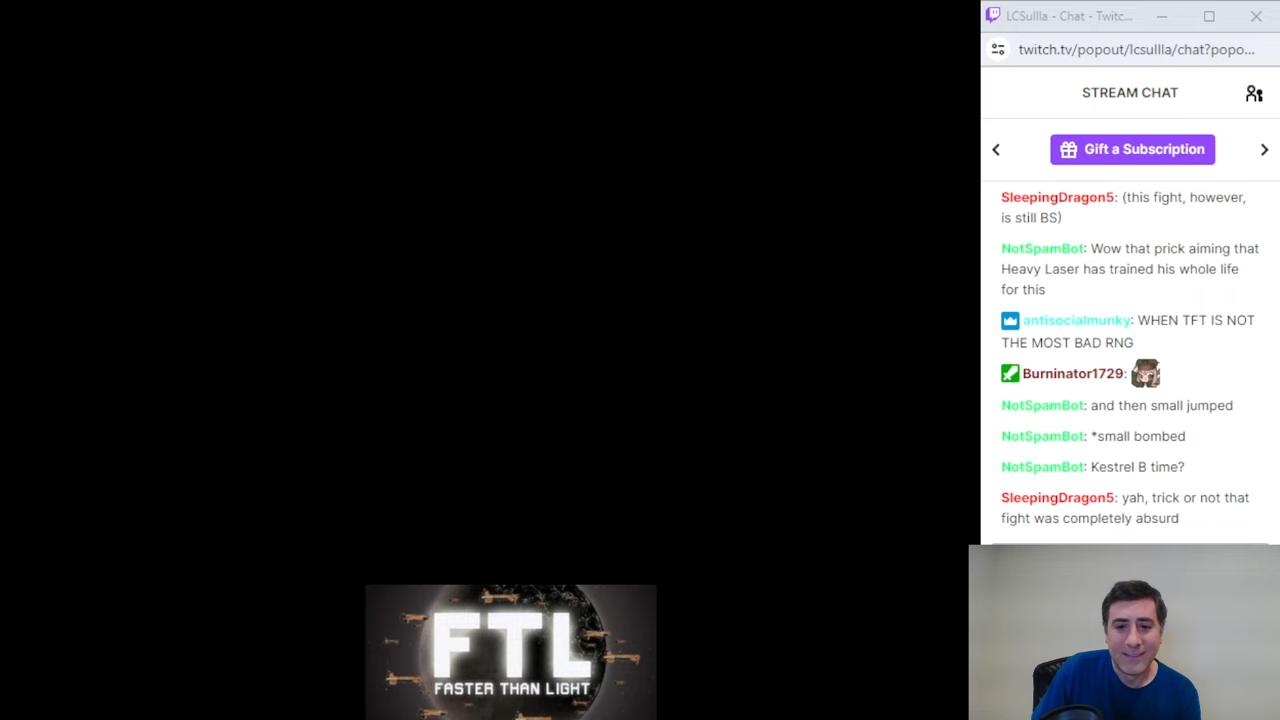 LCSullla - Chat - Twitc...
twitch.tv/popout/lcsullla/chat?popo...
STREAM CHAT
Gift a Subscription
SleepingDragon5: (this fight, however,
is still BS)
NotSpamBot: Wow that prick aiming that
Heavy Laser has trained his whole life
for this
antisocialmunky: WHEN TFT IS NOT
THE MOST BAD RNG
Burninator1729:
NotSpamBot: and then small jumped
NotSpamBot: *small bombed
NotSpamBot: Kestrel B time?
SleepingDragon5: yah, trick or not that
fight was completely absurd
FTL
FASTER THAN LIGHT